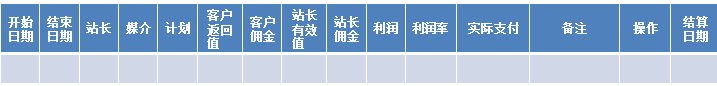 开始日期
结束日期
站长
媒介
计划
客户返回值
客户佣金
站长有效值
站长佣金
利润
利润率
实际支付
备注
操作
结算日期